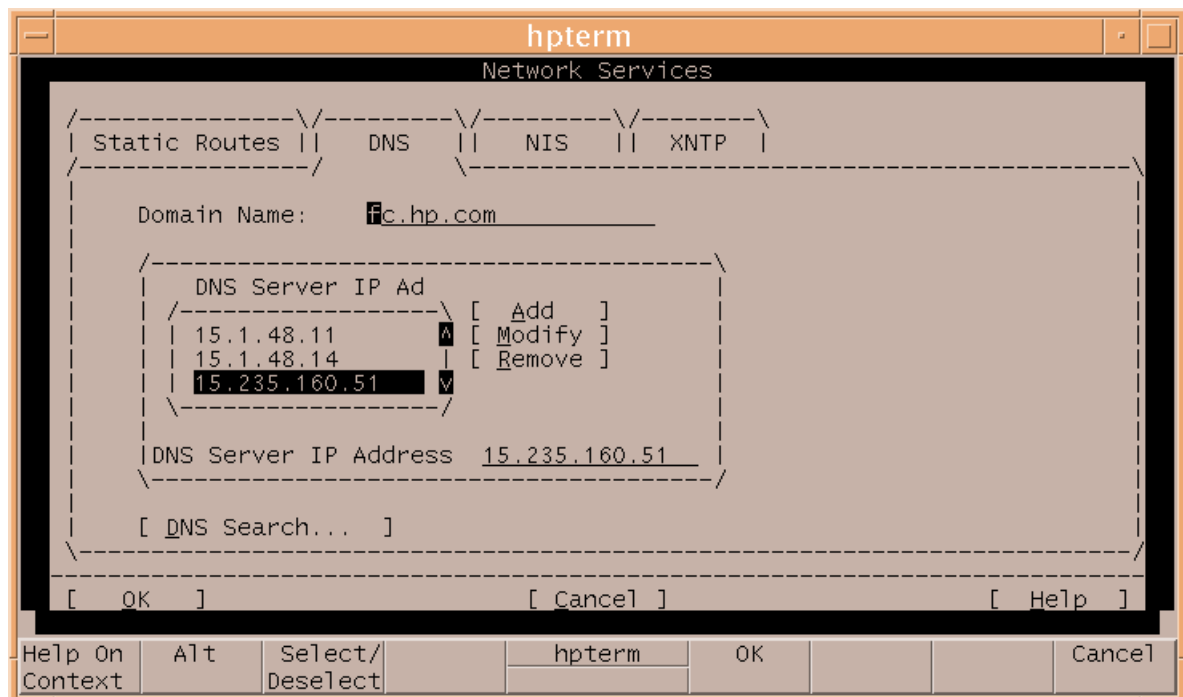 hpterm
Network Services
Static Routes || DNS || NIS || XNTP |
Domain Name: fc.hp.com
DNS Server IP Ad
[ Add ]
15.1.48.11 ^ [ Modify ]
15.1.48.14 | [ Remove ]
15.235.160.51 v
DNS Server IP Address 15.235.160.51
[ DNS Search... ]
[ OK ] [ Cancel ] [ Help ]
Help On Context Alt Select/Deselect hpterm OK Cancel